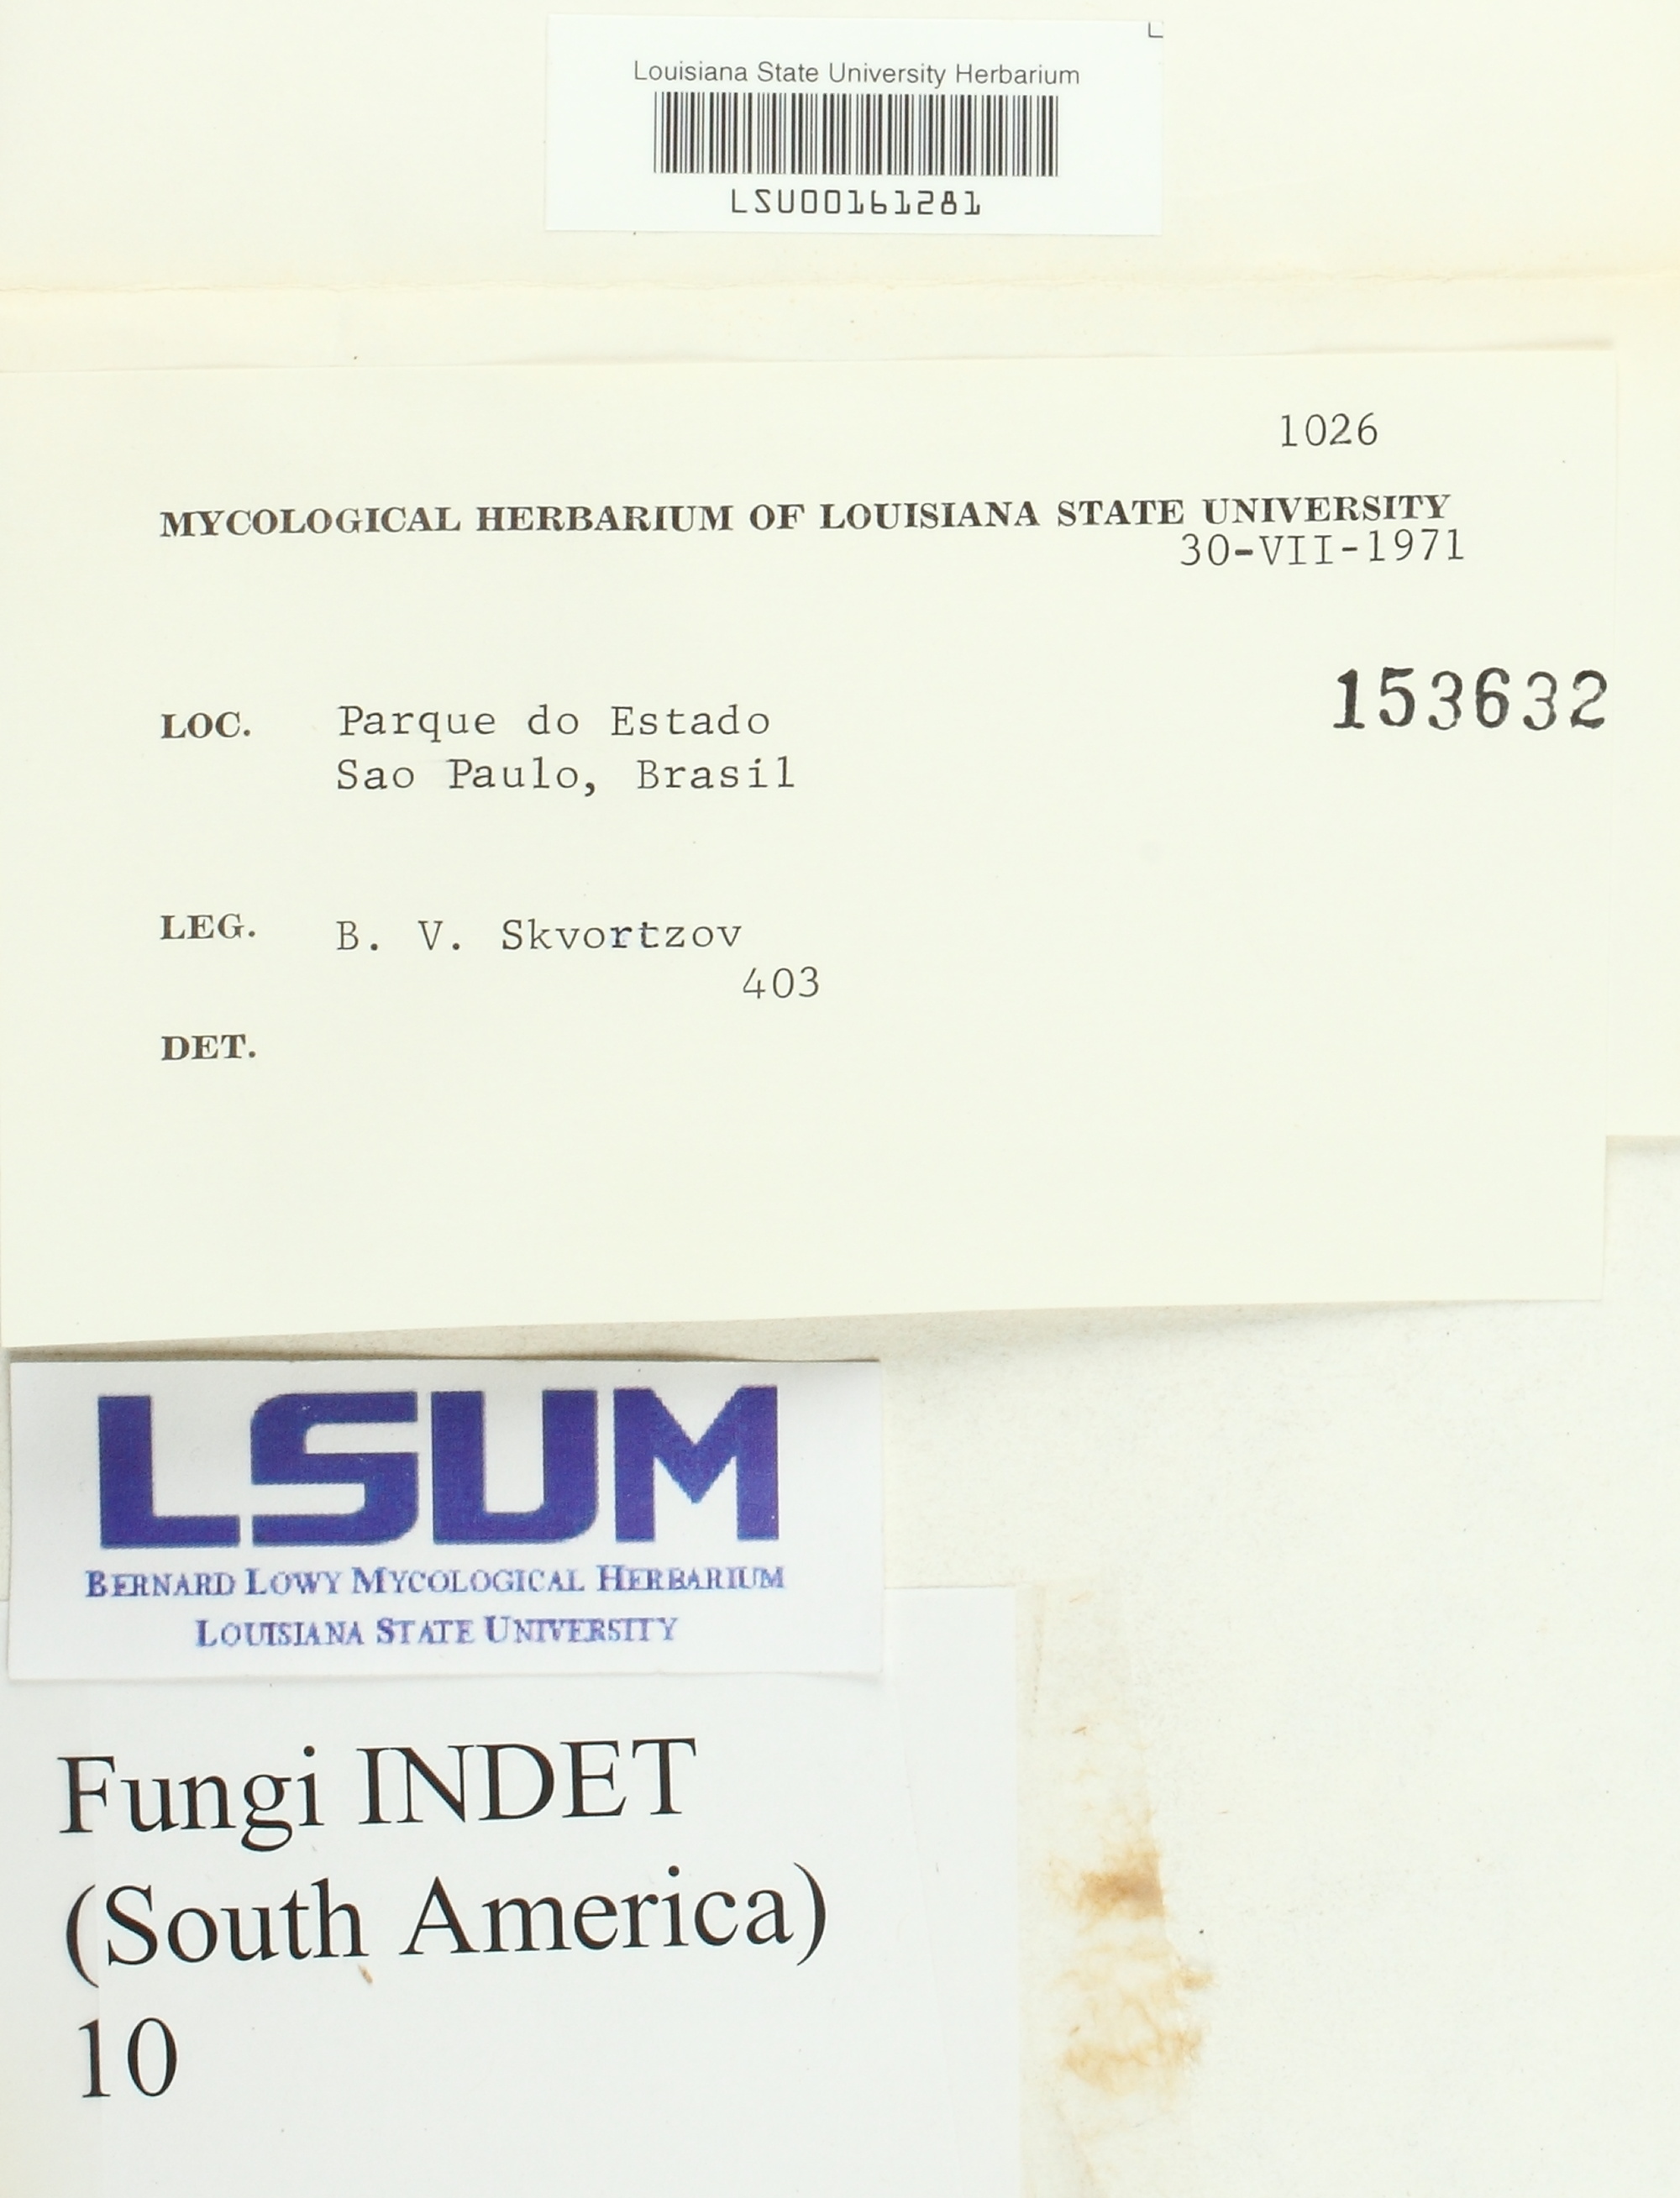 Louisiana State University Herbarium
LSU00161281
1026
MYCOLOGICAL HERBARIUM OF LOUISIANA STATE UNIVERSITY
30-VII-1971
153632
LOC. Parque do Estado
Sao Paulo, Brasil
LEG. B. V. Skvortzov
403
DET.
LSUM
BERNARD LOWY MYCOLOGICAL HERBARIUM
LOUISIANA STATE UNIVERSITY
Fungi INDET
(South America)
10